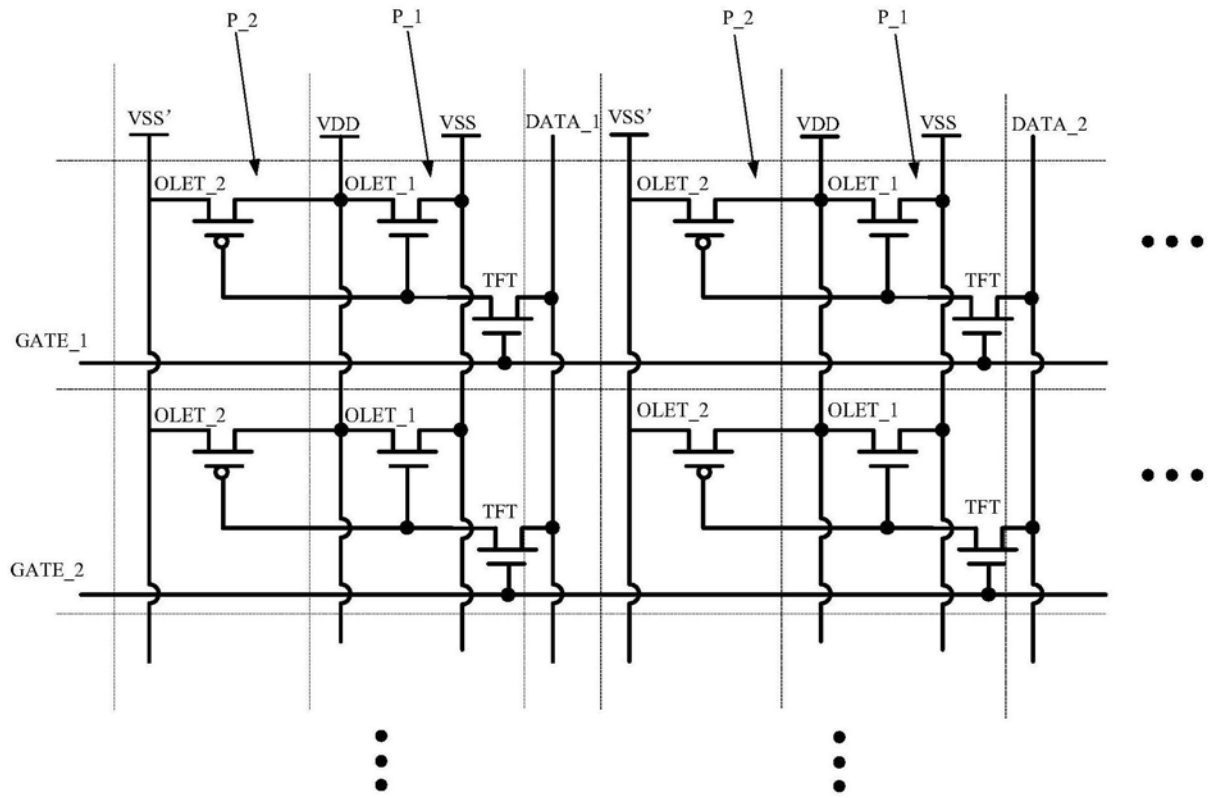 P_2 P_1 P_2 P_1
VSS' VDD VSS DATA_1 VSS' VDD VSS DATA_2
OLET_2 OLET_1 OLET_2 OLET_1
TFT TFT
GATE_1
OLET_2 OLET_1 OLET_2 OLET_1
TFT TFT
GATE_2